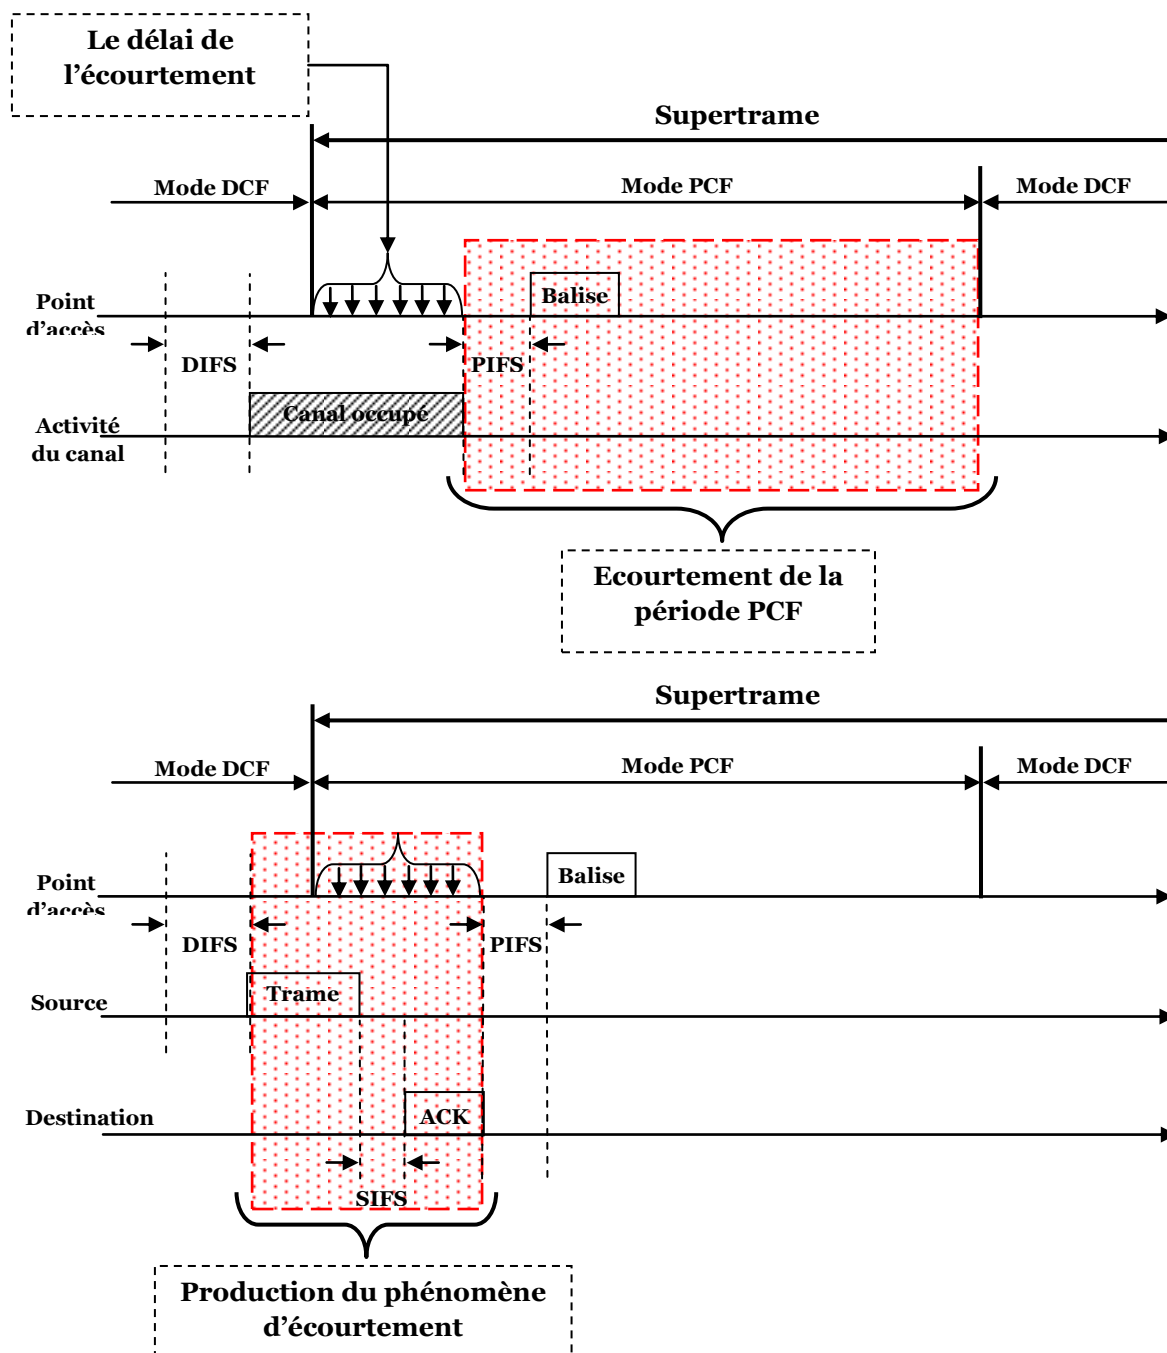 Le délai de
l’écourtement
Supertrame
Mode DCF
Mode PCF
Mode DCF
Balise
Point
d’accès
DIFS
PIFS
Canal occupé
Activité
du canal
Ecourtement de la
période PCF
Supertrame
Mode DCF
Mode PCF
Mode DCF
Balise
Point
d’accès
DIFS
PIFS
Trame
Source
ACK
Destination
SIFS
Production du phénomène
d’écourtement